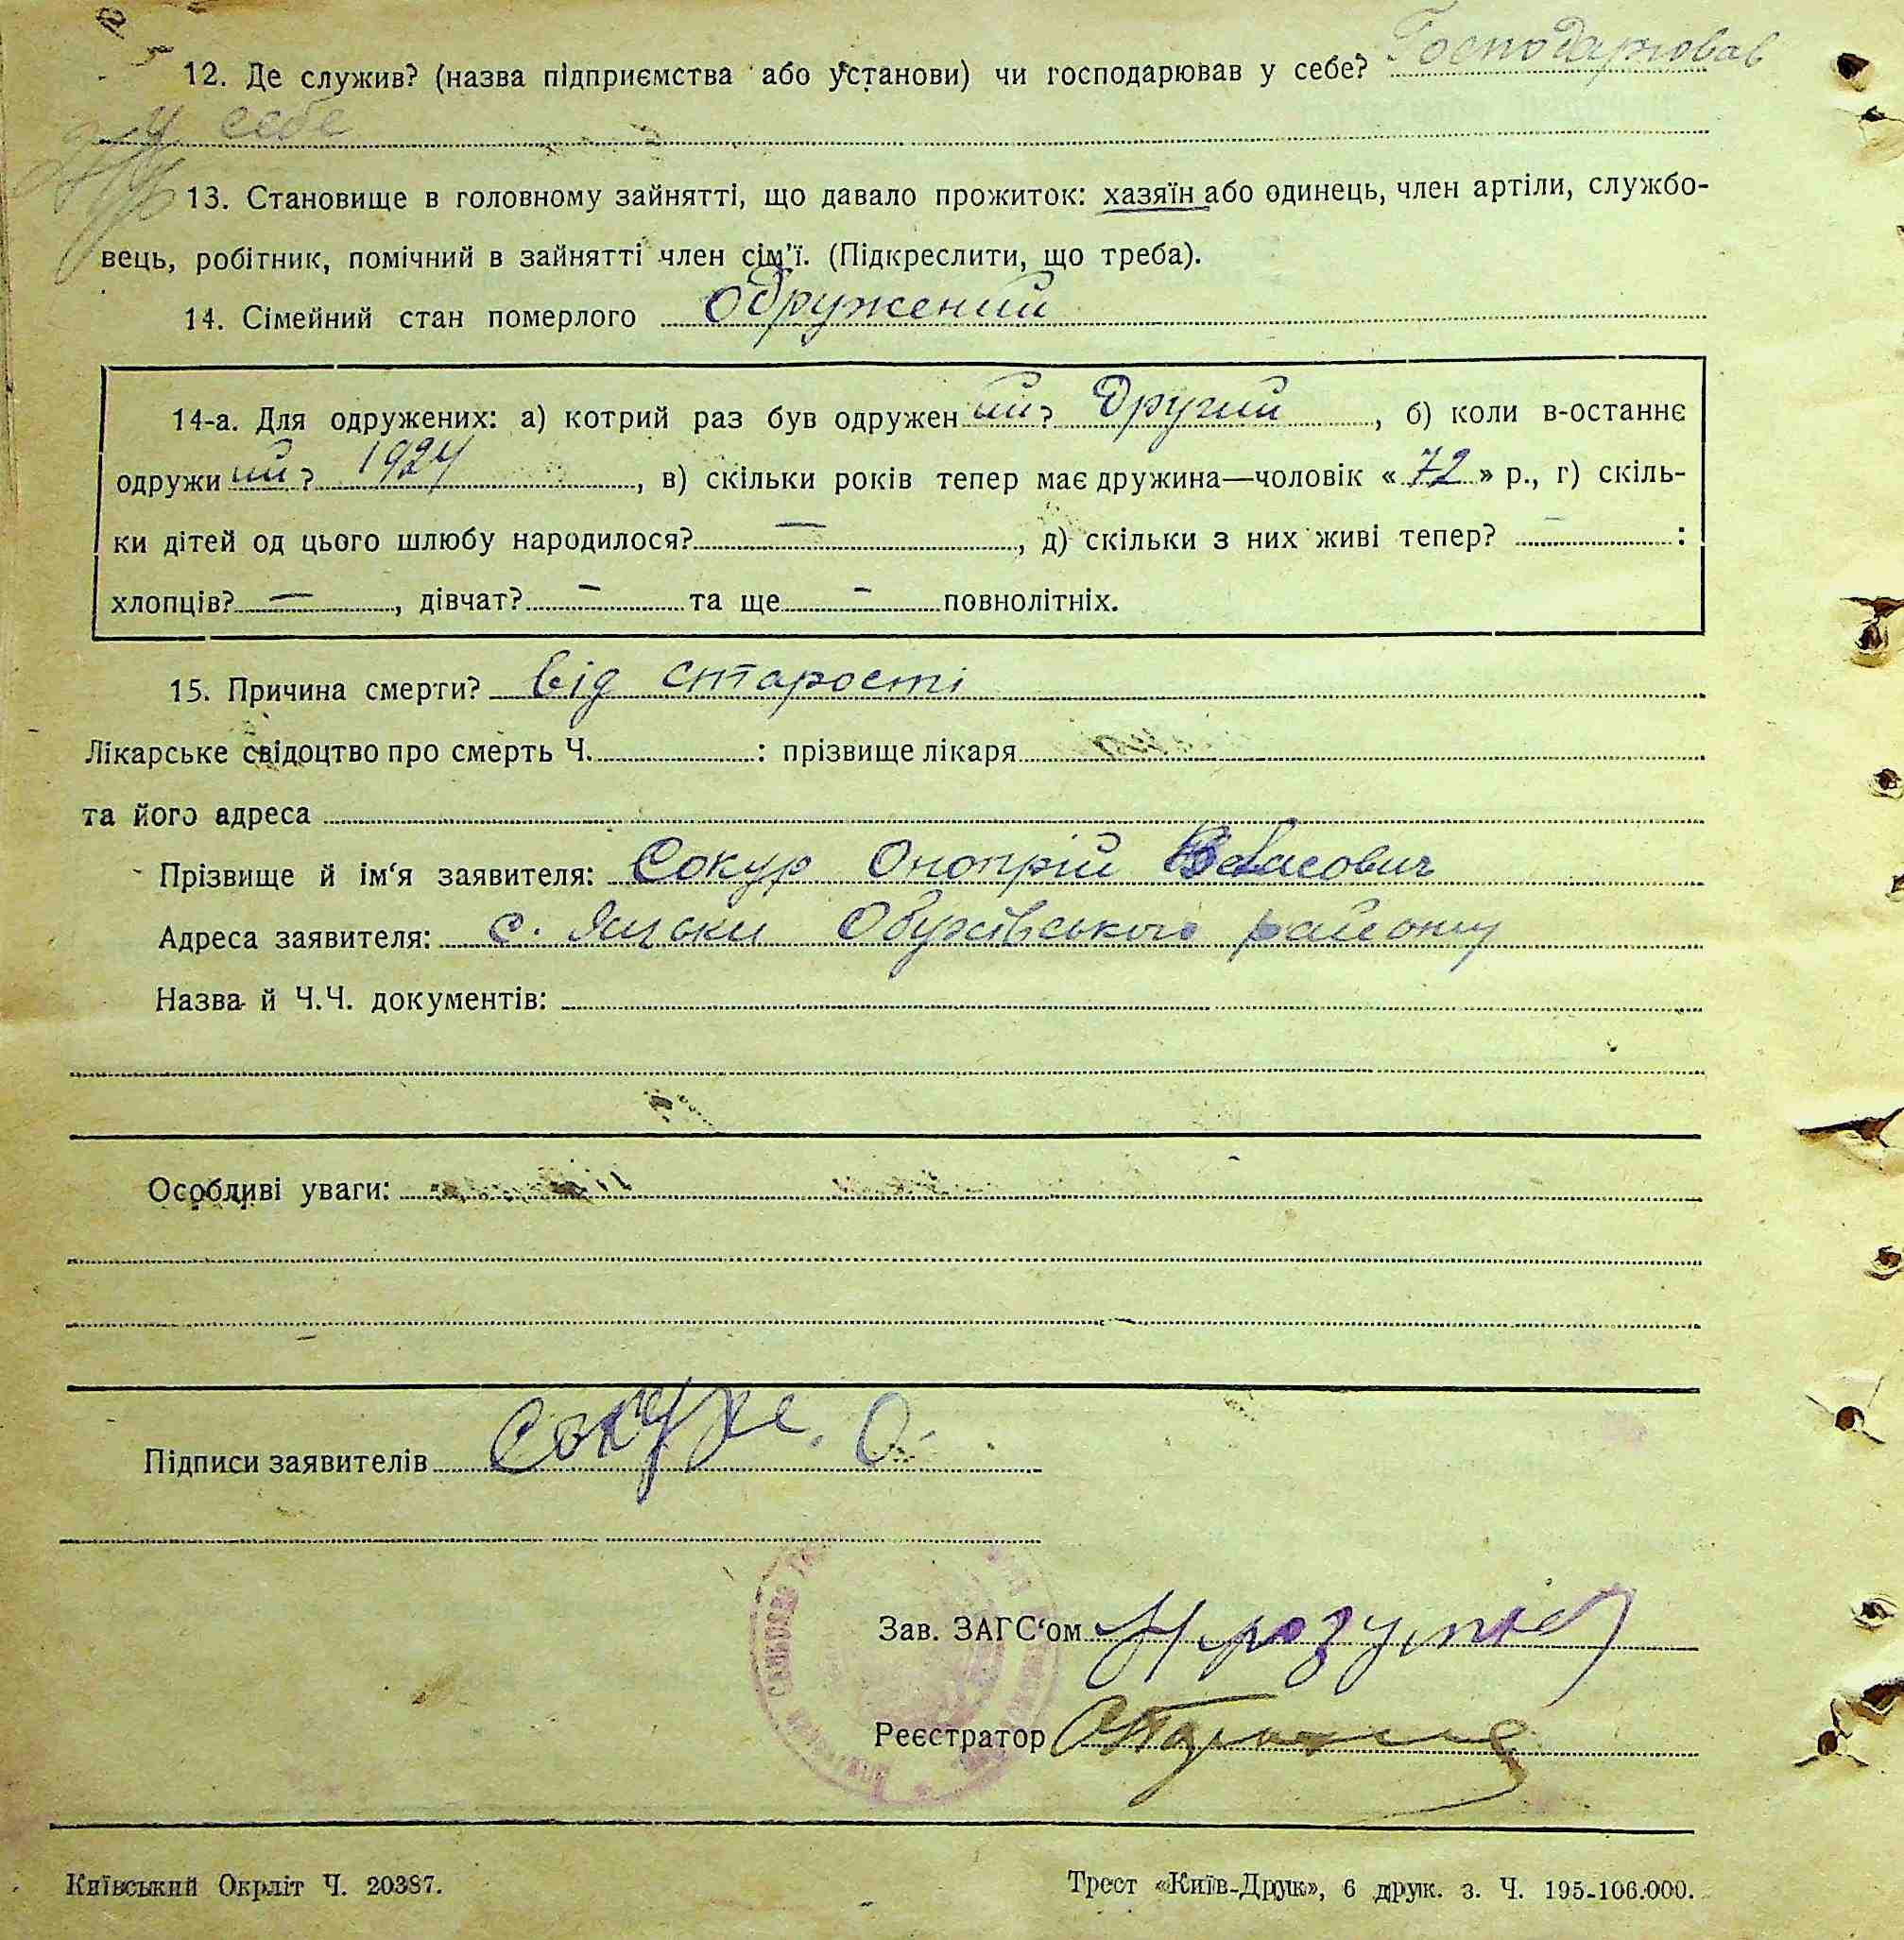 12. Де служив? (назва підприємства або установи) чи господарював у себе? Господарював
у себе
13. Становище в головному зайнятті, що давало прожиток: хазяїн або одинець, член артіли, службо-
вець, робітник, помічний в зайнятті член сім'ї. (Підкреслити, що треба).
14. Сімейний стан померлого Одружений
14-а. Для одружених: а) котрий раз був одружен ий? Другий, б) коли в-останнє
одружи ий? 1924, в) скільки років тепер має дружина—чоловік «72» р., г) скіль-
ки дітей од цього шлюбу народилося? —, д) скільки з них живі тепер? — :
хлопців? —, дівчат? — та ще — повнолітніх.
15. Причина смерти? від старости
Лікарське свідоцтво про смерть Ч. : прізвище лікаря
та його адреса
Прізвище й ім'я заявителя: Сокур Онопрій
Адреса заявителя: с. Яцьки Обухівського району
Назва й Ч.Ч. документів:
Особливі уваги:
Підписи заявителів Сокур О.
Зав. ЗАГС'ом
Реєстратор
Київський Окрліт Ч. 20387.
Трест «Київ-Друк», 6 друк. з. Ч. 195-106.000.